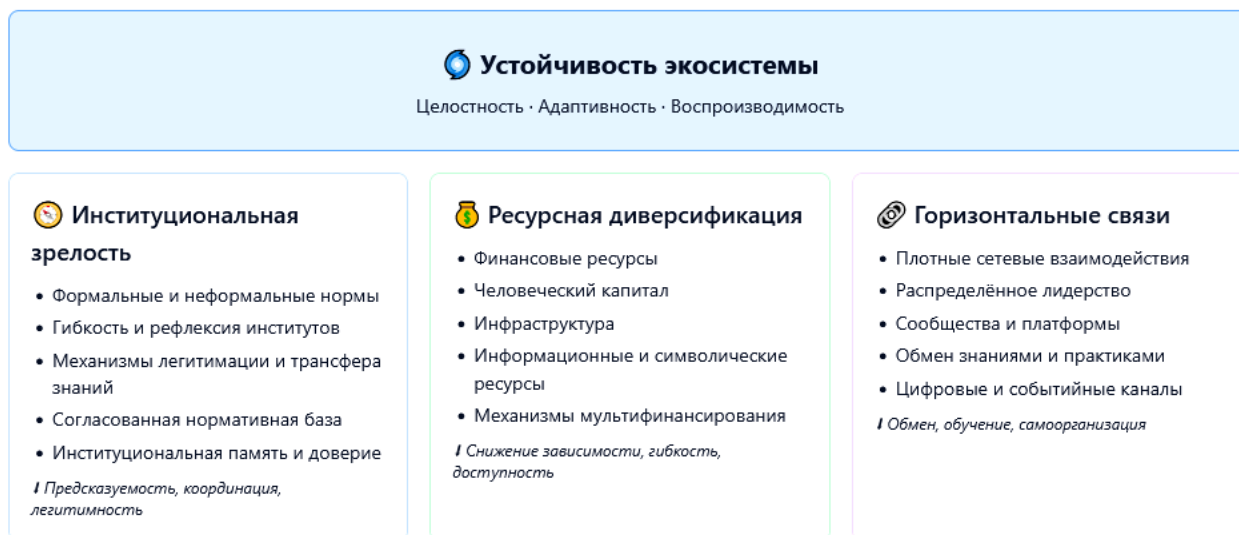 Устойчивость экосистемы
Целостность · Адаптивность · Воспроизводимость
Институциональная
зрелость
• Формальные и неформальные нормы
• Гибкость и рефлексия институтов
• Механизмы легитимации и трансфера
знаний
• Согласованная нормативная база
• Институциональная память и доверие
⬇ Предсказуемость, координация,
легитимность
Ресурсная диверсификация
• Финансовые ресурсы
• Человеческий капитал
• Инфраструктура
• Информационные и символические
ресурсы
• Механизмы мультифинансирования
⬇ Снижение зависимости, гибкость,
доступность
Горизонтальные связи
• Плотные сетевые взаимодействия
• Распределённое лидерство
• Сообщества и платформы
• Обмен знаниями и практиками
• Цифровые и событийные каналы
⬇ Обмен, обучение, самоорганизация